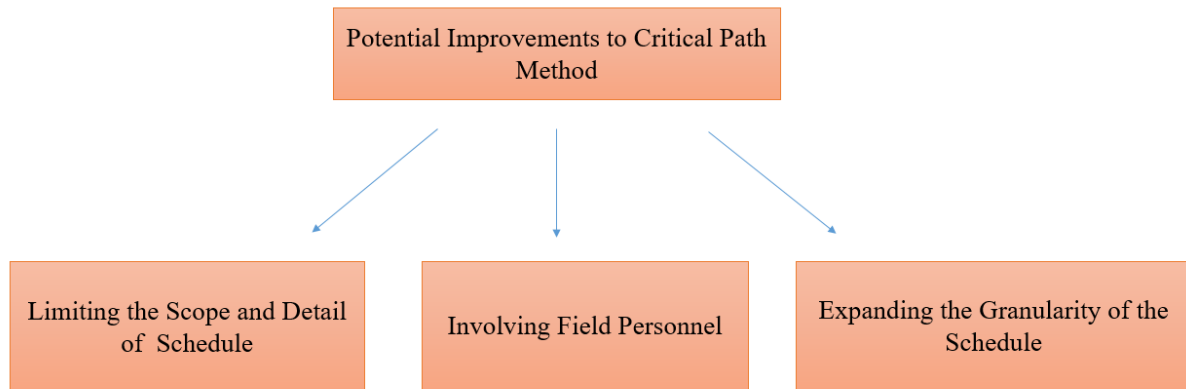 Potential Improvements to Critical Path
Method
Limiting the Scope and Detail
of  Schedule
Involving Field Personnel
Expanding the Granularity of the
Schedule